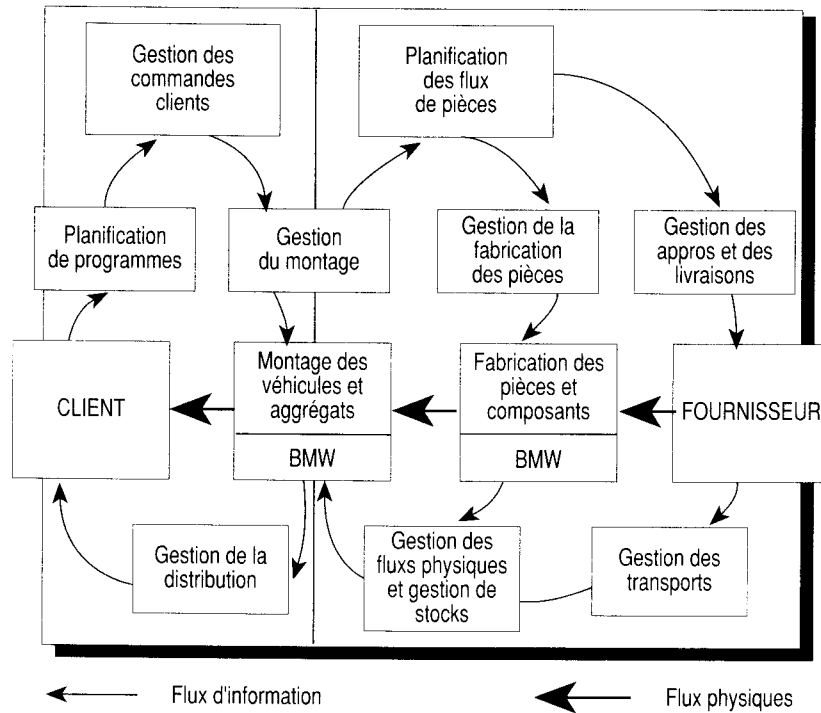 Gestion des
commandes
clients
Planification
des flux
de pièces
Planification
de programmes
Gestion
du montage
Gestion de la
fabrication
des pièces
Gestion des
appros et des
livraisons
CLIENT
Montage des
véhicules et
aggrégats
BMW
Fabrication des
pièces et
composants
BMW
FOURNISSEUR
Gestion de la
distribution
Gestion des
fluxs physiques
et gestion de
stocks
Gestion des
transports
Flux d'information
Flux physiques